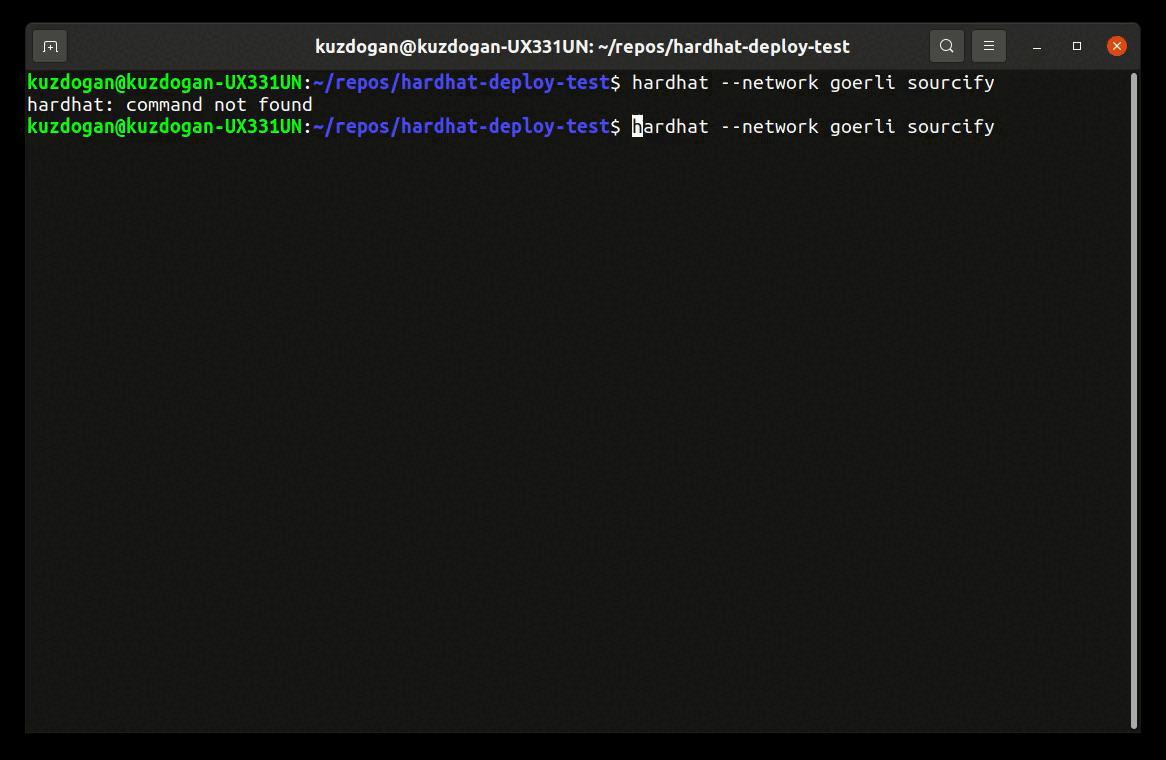 kuzdogan@kuzdogan-UX331UN: ~/repos/hardhat-deploy-test
kuzdogan@kuzdogan-UX331UN:~/repos/hardhat-deploy-test$ hardhat --network goerli sourcify
hardhat: command not found
kuzdogan@kuzdogan-UX331UN:~/repos/hardhat-deploy-test$ hardhat --network goerli sourcify